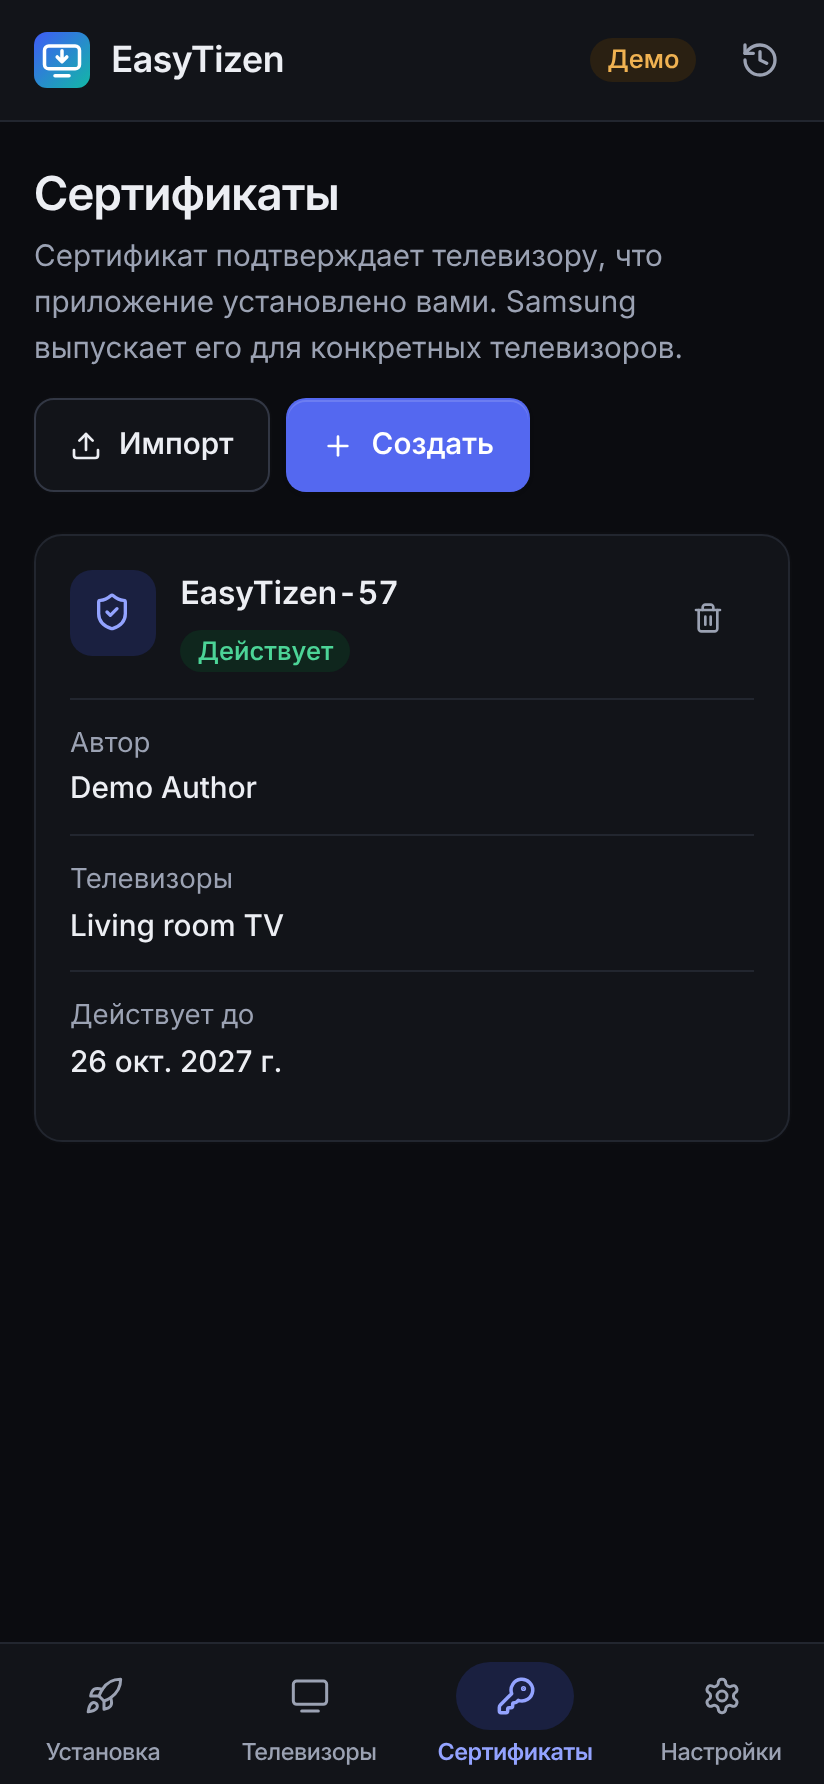 EasyTizen
Демо
Сертификаты
Сертификат подтверждает телевизору, что
приложение установлено вами. Samsung
выпускает его для конкретных телевизоров.
Импорт
Создать
EasyTizen-57
Действует
Автор
Demo Author
Телевизоры
Living room TV
Действует до
26 окт. 2027 г.
Установка
Телевизоры
Сертификаты
Настройки